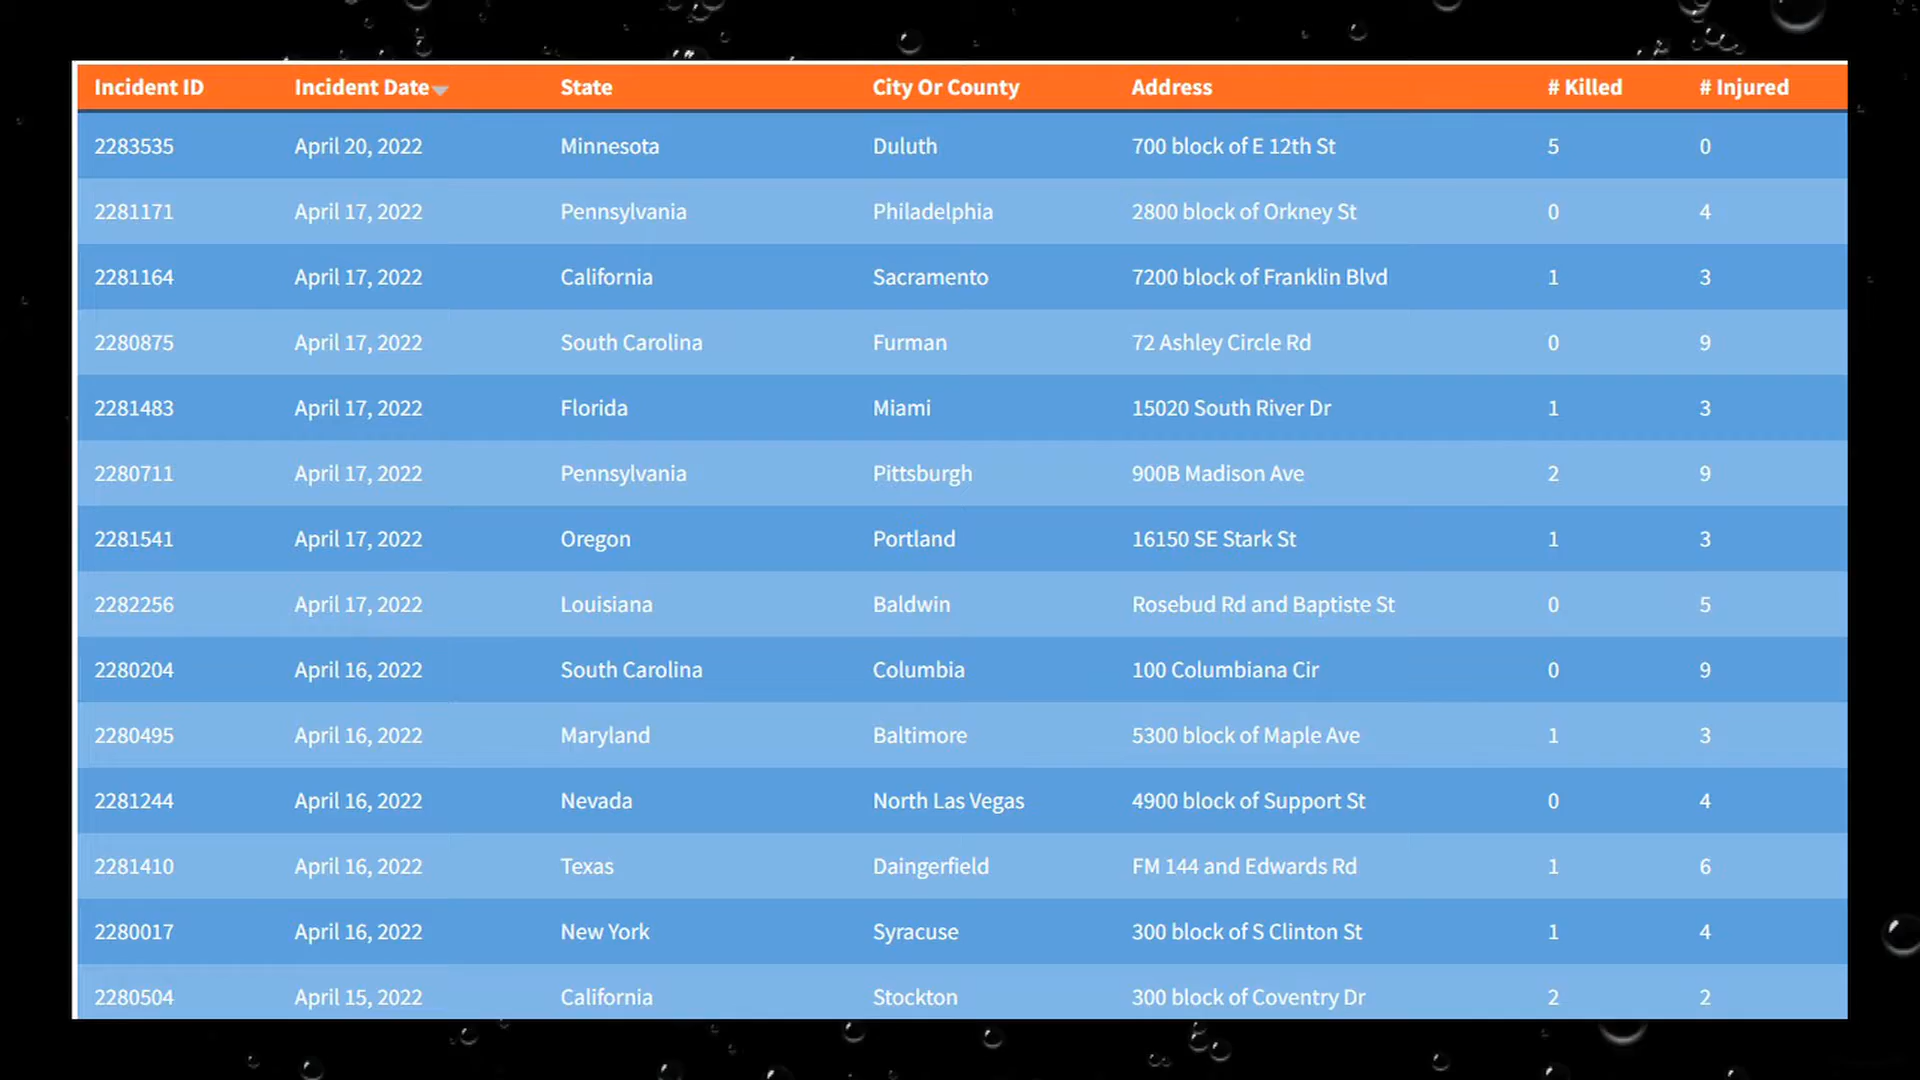 Incident ID Incident Date State City Or County Address # Killed # Injured
2283535 April 20, 2022 Minnesota Duluth 700 block of E 12th St 5 0
2281171 April 17, 2022 Pennsylvania Philadelphia 2800 block of Orkney St 0 4
2281164 April 17, 2022 California Sacramento 7200 block of Franklin Blvd 1 3
2280875 April 17, 2022 South Carolina Furman 72 Ashley Circle Rd 0 9
2281483 April 17, 2022 Florida Miami 15020 South River Dr 1 3
2280711 April 17, 2022 Pennsylvania Pittsburgh 900B Madison Ave 2 9
2281541 April 17, 2022 Oregon Portland 16150 SE Stark St 1 3
2282256 April 17, 2022 Louisiana Baldwin Rosebud Rd and Baptiste St 0 5
2280204 April 16, 2022 South Carolina Columbia 100 Columbiana Cir 0 9
2280495 April 16, 2022 Maryland Baltimore 5300 block of Maple Ave 1 3
2281244 April 16, 2022 Nevada North Las Vegas 4900 block of Support St 0 4
2281410 April 16, 2022 Texas Daingerfield FM 144 and Edwards Rd 1 6
2280017 April 16, 2022 New York Syracuse 300 block of S Clinton St 1 4
2280504 April 15, 2022 California Stockton 300 block of Coventry Dr 2 2